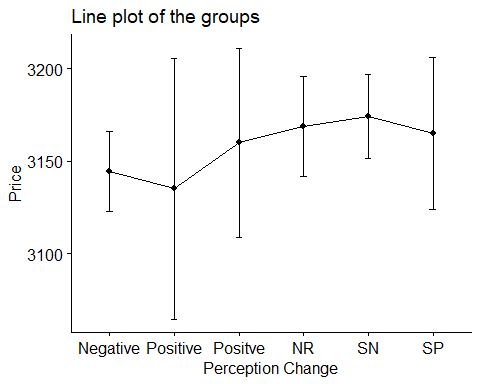 Line plot of the groups
3200
3150
3100
Price
Negative Positive Positve NR SN SP
Perception Change